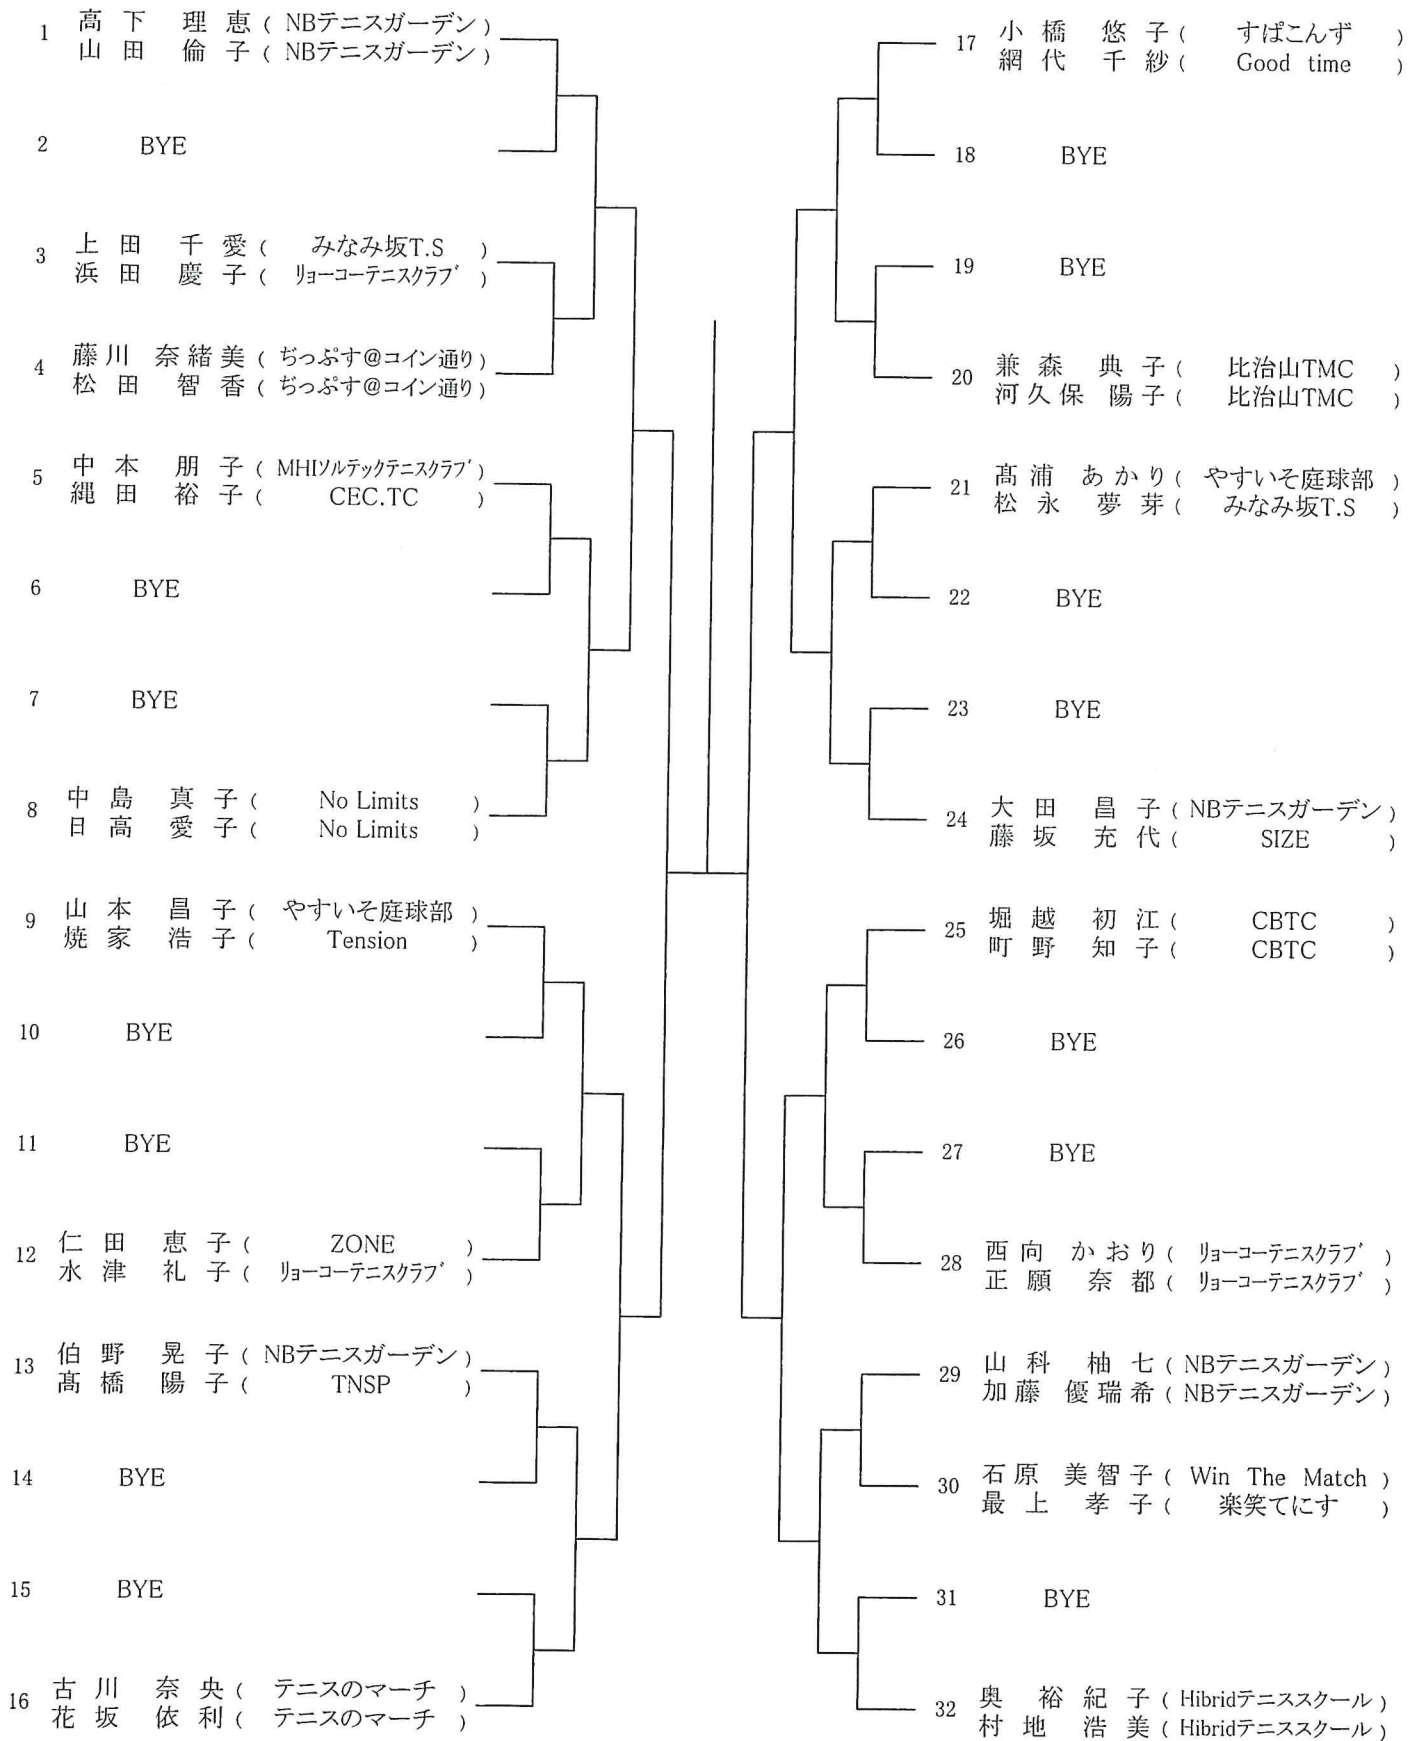 1 高下 理恵 ( NBテニスガーデン )
山田 倫子 ( NBテニスガーデン )
2 BYE
3 上田 千愛 ( みなみ坂T.S )
浜田 慶子 ( リョーコーテニスクラブ )
4 藤川 奈緒美 ( ぢっぷす@コイン通り )
松田 智香 ( ぢっぷす@コイン通り )
5 中本 朋子 ( MHIソルテックテニスクラブ )
縄田 裕子 ( CEC.TC )
6 BYE
7 BYE
8 中島 真子 ( No Limits )
日高 愛子 ( No Limits )
9 山本 昌子 ( やすいそ庭球部 )
焼家 浩子 ( Tension )
10 BYE
11 BYE
12 仁田 恵子 ( ZONE )
水津 礼子 ( リョーコーテニスクラブ )
13 伯野 晃子 ( NBテニスガーデン )
髙橋 陽子 ( TNSP )
14 BYE
15 BYE
16 古川 奈央 ( テニスのマーチ )
花坂 依利 ( テニスのマーチ )
17 小橋 悠子 ( すぱこんず )
網代 千紗 ( Good time )
18 BYE
19 BYE
20 兼森 典子 ( 比治山TMC )
河久保 陽子 ( 比治山TMC )
21 髙浦 あかり ( やすいそ庭球部 )
松永 夢芽 ( みなみ坂T.S )
22 BYE
23 BYE
24 大田 昌子 ( NBテニスガーデン )
藤坂 充代 ( SIZE )
25 堀越 初江 ( CBTC )
町野 知子 ( CBTC )
26 BYE
27 BYE
28 西向 かおり ( リョーコーテニスクラブ )
正願 奈都 ( リョーコーテニスクラブ )
29 山科 柚七 ( NBテニスガーデン )
加藤 優瑞希 ( NBテニスガーデン )
30 石原 美智子 ( Win The Match )
最上 孝子 ( 楽笑てにす )
31 BYE
32 奥 裕紀子 ( Hibridテニススクール )
村地 浩美 ( Hibridテニススクール )